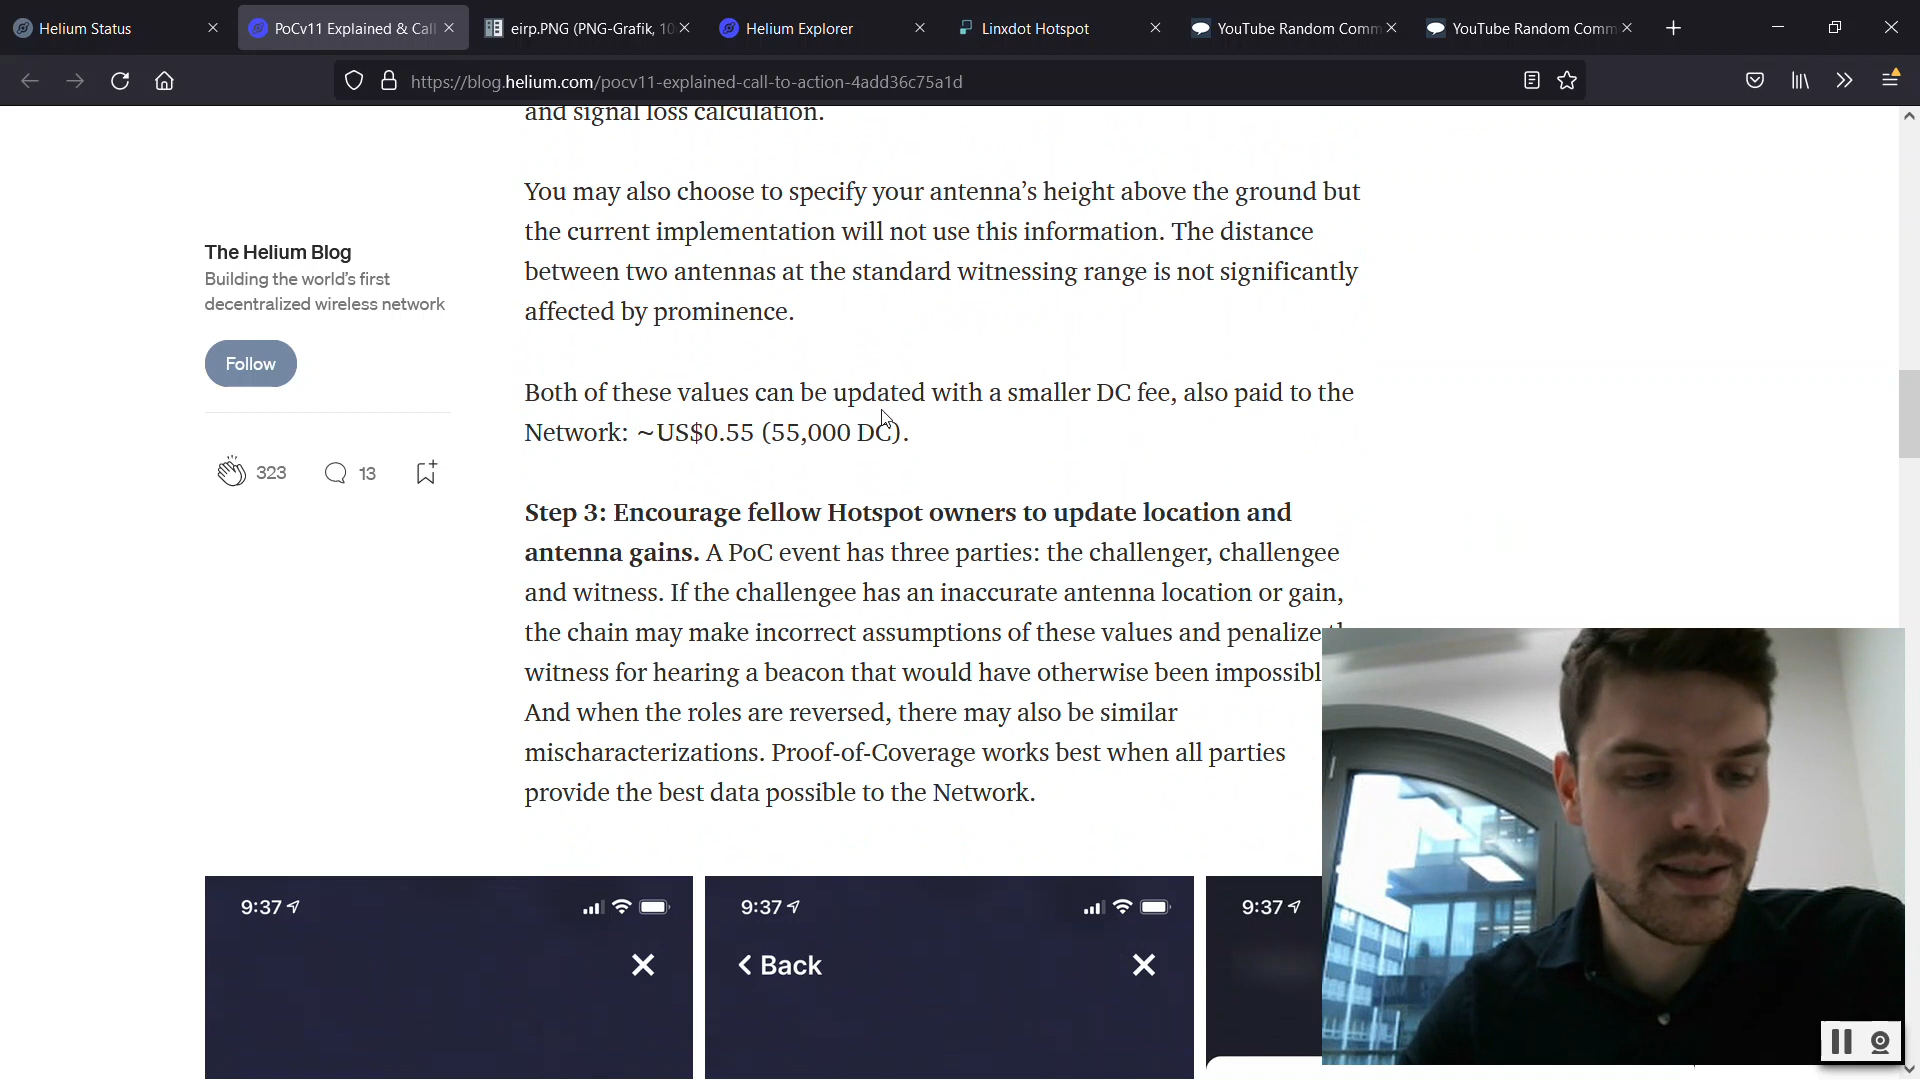 Helium Status
PoCv11 Explained & Call
eirp.PNG (PNG-Grafik, 10
Helium Explorer
Linxdot Hotspot
YouTube Random Comm
YouTube Random Comm
https://blog.helium.com/pocv11-explained-call-to-action-4add36c75a1d
and signal loss calculation.
You may also choose to specify your antenna’s height above the ground but
the current implementation will not use this information. The distance
between two antennas at the standard witnessing range is not significantly
affected by prominence.
The Helium Blog
Building the world’s first
decentralized wireless network
Follow
323
13
Both of these values can be updated with a smaller DC fee, also paid to the
Network: ~US$0.55 (55,000 DC).
Step 3: Encourage fellow Hotspot owners to update location and
antenna gains. A PoC event has three parties: the challenger, challengee
and witness. If the challengee has an inaccurate antenna location or gain,
the chain may make incorrect assumptions of these values and penalize
witness for hearing a beacon that would have otherwise been impossibl
And when the roles are reversed, there may also be similar
mischaracterizations. Proof-of-Coverage works best when all parties
provide the best data possible to the Network.
9:37
9:37
9:37
Back